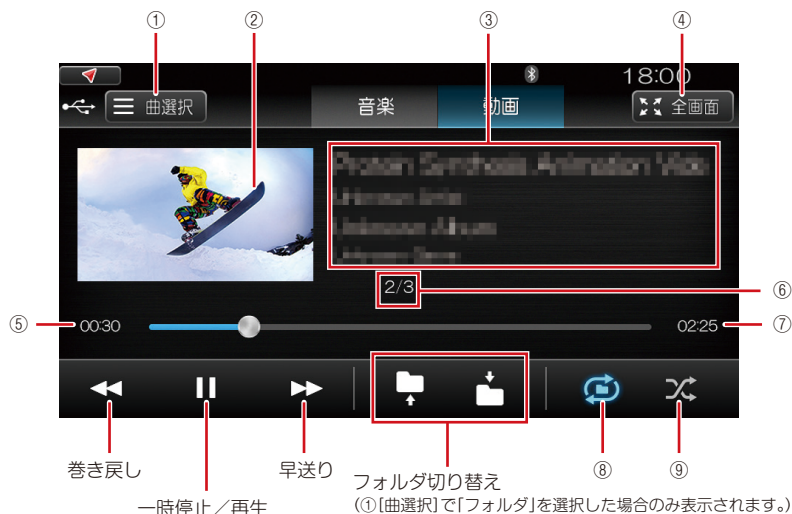 ① ② ③ ④
18:00
曲選択 音楽 動画 全画面
2/3 ⑥
⑤ 00:30 02:25 ⑦
巻き戻し 早送り ⑧ ⑨
フォルダ切り替え
一時停止／再生 (①[曲選択]で「フォルダ」を選択した場合のみ表示されます。)